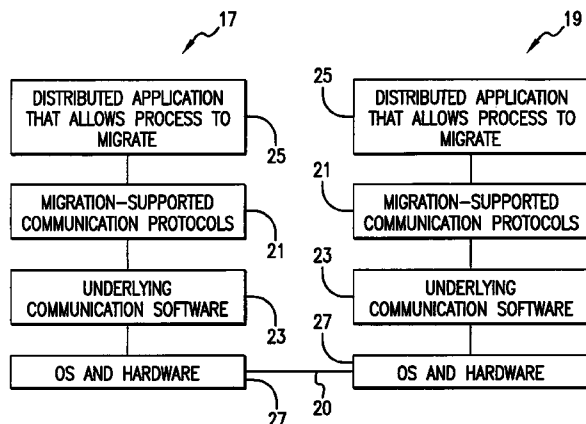 17
DISTRIBUTED APPLICATION
THAT ALLOWS PROCESS TO
MIGRATE
25
MIGRATION-SUPPORTED
COMMUNICATION PROTOCOLS
21
UNDERLYING
COMMUNICATION SOFTWARE
23
OS AND HARDWARE
27
20
19
25
DISTRIBUTED APPLICATION
THAT ALLOWS PROCESS TO
MIGRATE
21
MIGRATION-SUPPORTED
COMMUNICATION PROTOCOLS
23
UNDERLYING
COMMUNICATION SOFTWARE
27
OS AND HARDWARE